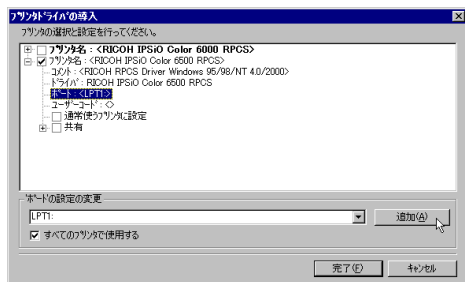 プリンタドライバの導入
プリンタの選択と設定を行ってください。
プリンタ名 : <RICOH IPSiO Color 6000 RPCS>
プリンタ名 : <RICOH IPSiO Color 6500 RPCS>
コメント : <RICOH RPCS Driver Windows 95/98/NT 4.0/2000>
ドライバ : RICOH IPSiO Color 6500 RPCS
ポート : <LPT1:>
ユーザーコード : <>
通常使うプリンタに設定
共有
'ポート'の設定の変更
LPT1:
追加(A)
すべてのプリンタで使用する
完了(F)
キャンセル